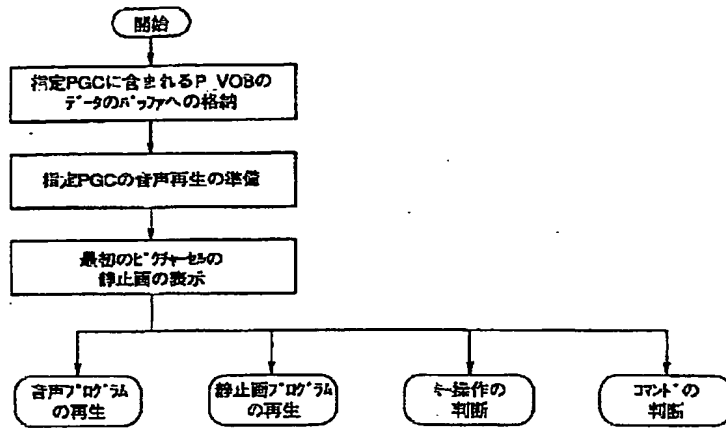 開始
指定PGCに含まれるP_VOBの
データのバッファへの格納
指定PGCの音声再生の準備
最初のピクチャーセルの
静止画の表示
音声プログラム
の再生
静止画プログラム
の再生
キー操作の
判断
コマンドの
判断